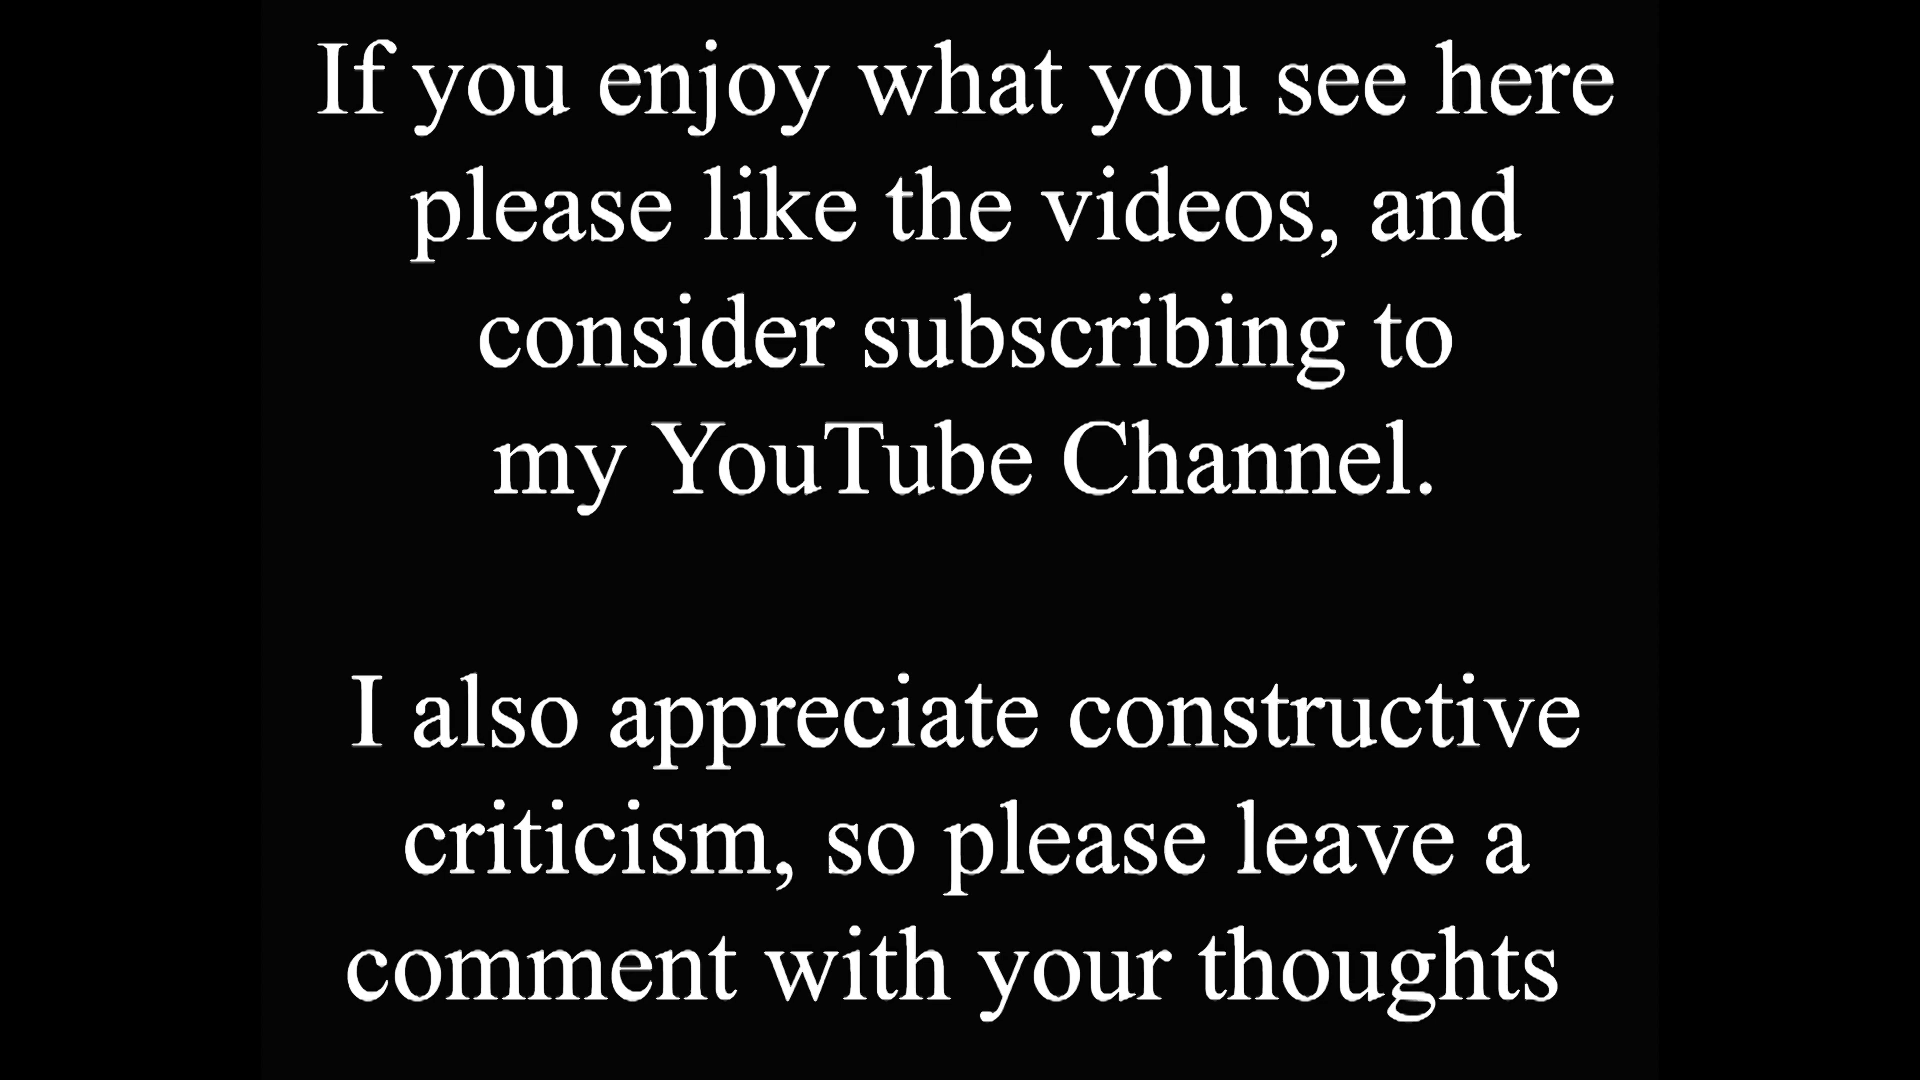 If you enjoy what you see here
please like the videos, and
consider subscribing to
my YouTube Channel.
I also appreciate constructive
criticism, so please leave a
comment with your thoughts